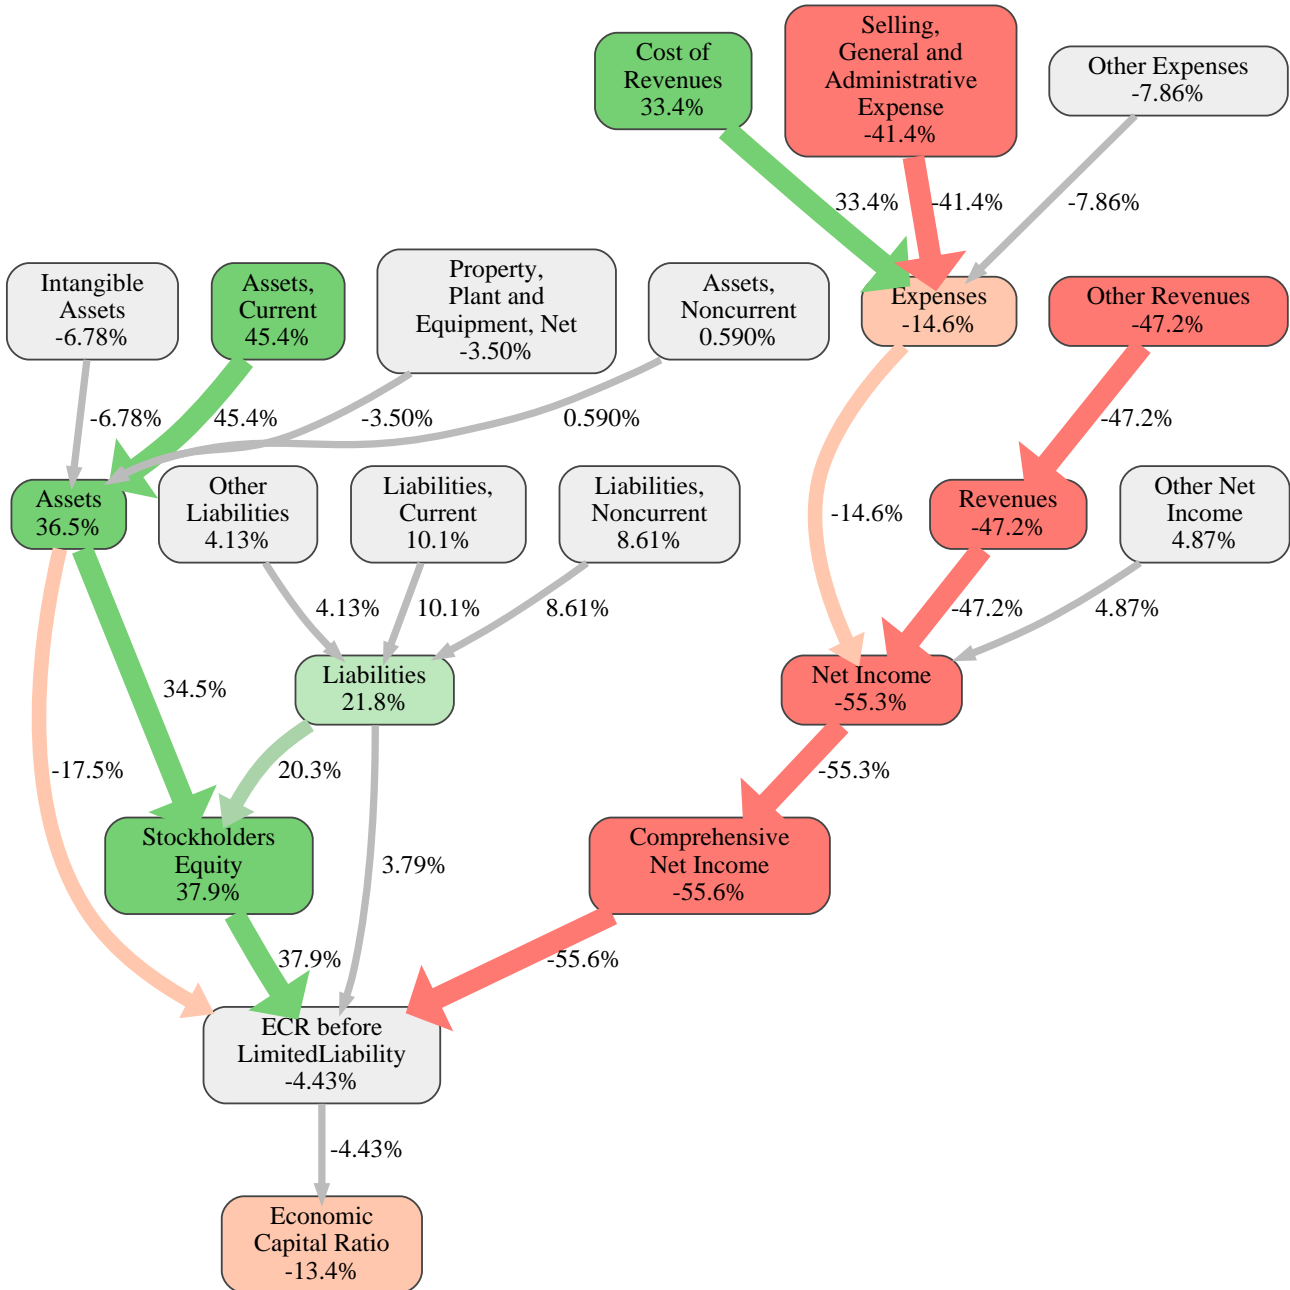 Cost of
Revenues
33.4%
Selling,
General and
Administrative
Expense
-41.4%
Other Expenses
-7.86%
33.4%
-41.4%
-7.86%
Intangible
Assets
-6.78%
Assets,
Current
45.4%
Property,
Plant and
Equipment, Net
-3.50%
Assets,
Noncurrent
0.590%
Expenses
-14.6%
Other Revenues
-47.2%
-6.78%
45.4%
-3.50%
0.590%
-47.2%
Assets
36.5%
Other
Liabilities
4.13%
Liabilities,
Current
10.1%
Liabilities,
Noncurrent
8.61%
-14.6%
Revenues
-47.2%
Other Net
Income
4.87%
4.13%
10.1%
8.61%
-47.2%
4.87%
34.5%
Liabilities
21.8%
Net Income
-55.3%
-17.5%
20.3%
-55.3%
Stockholders
Equity
37.9%
3.79%
Comprehensive
Net Income
-55.6%
37.9%
-55.6%
ECR before
LimitedLiability
-4.43%
-4.43%
Economic
Capital Ratio
-13.4%